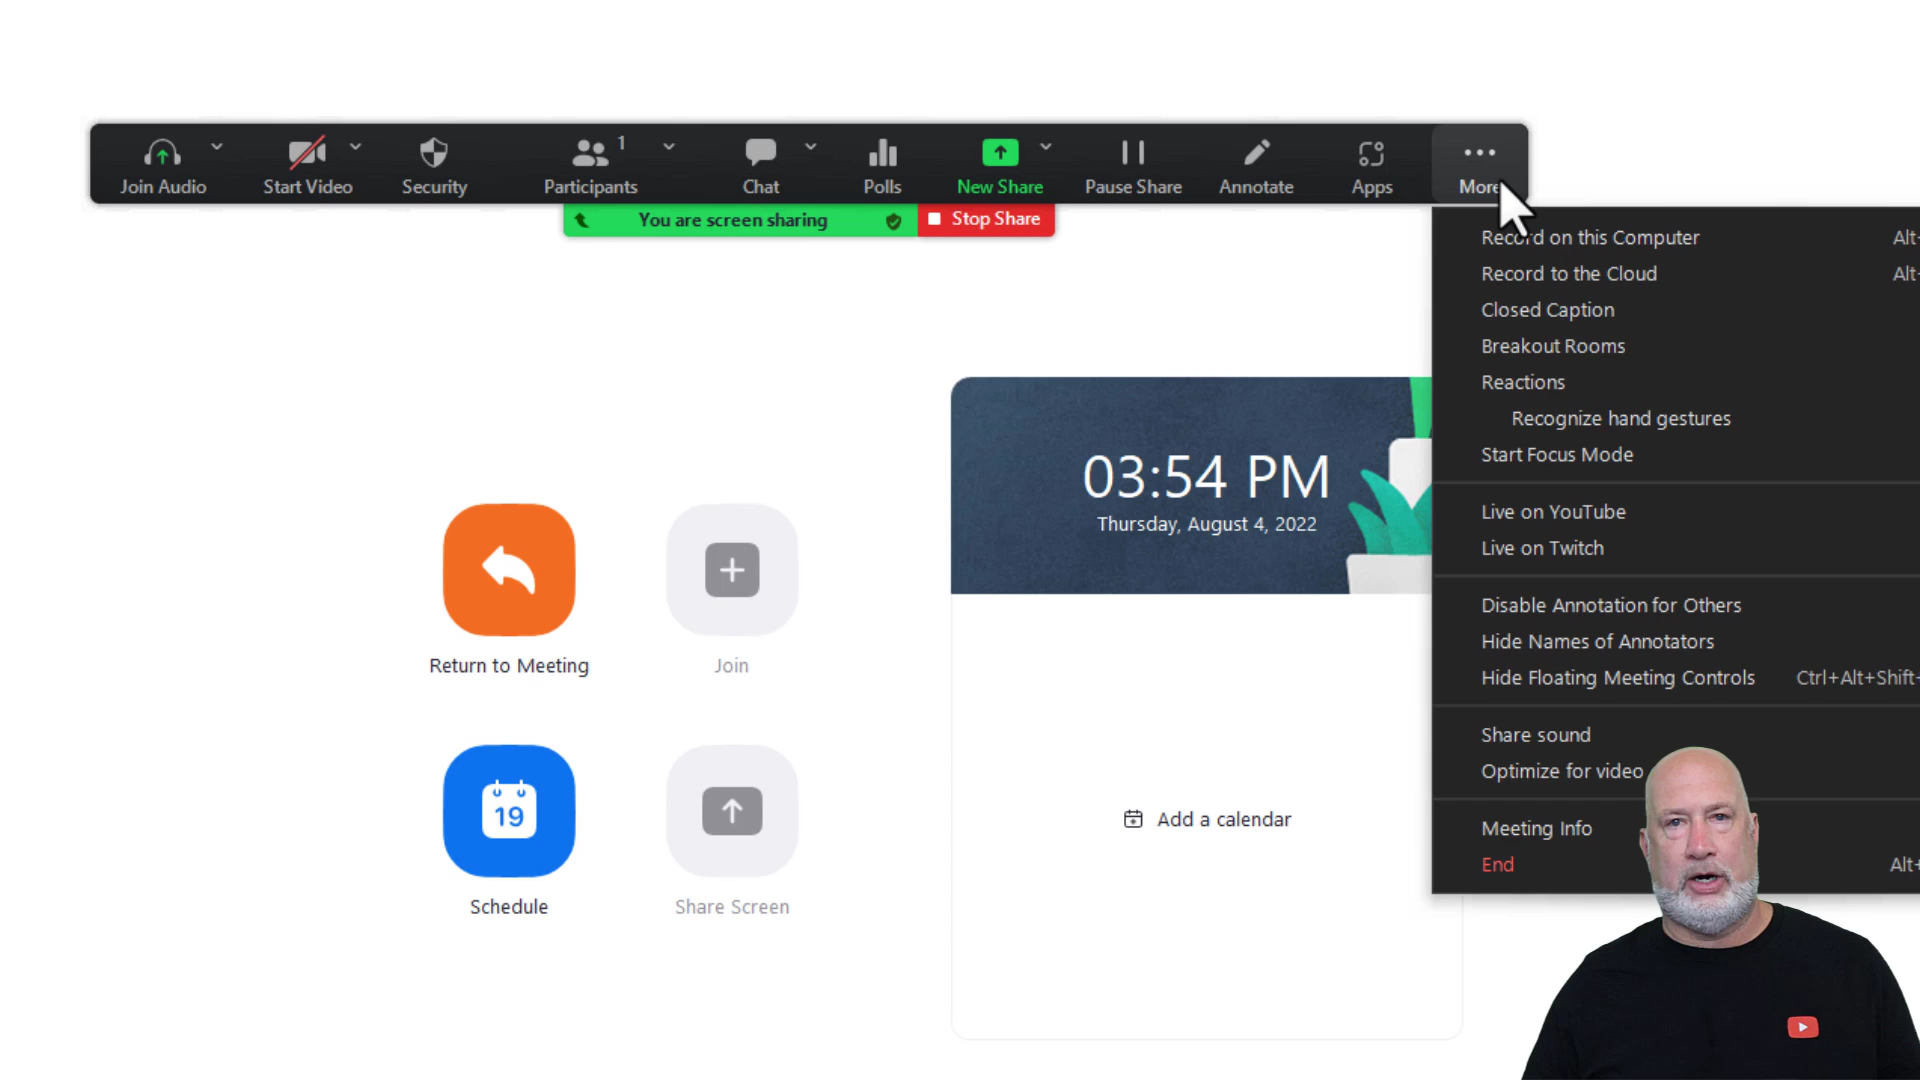 Join Audio
Start Video
Security
Participants
1
Chat
Polls
New Share
Pause Share
Annotate
Apps
More
You are screen sharing
Stop Share
Record on this Computer
Alt+
Record to the Cloud
Alt+
Closed Caption
Breakout Rooms
Reactions
Recognize hand gestures
Start Focus Mode
Live on YouTube
Live on Twitch
Disable Annotation for Others
Hide Names of Annotators
Hide Floating Meeting Controls
Ctrl+Alt+Shift+
Share sound
Optimize for video
Meeting Info
End
Alt+
03:54 PM
Thursday, August 4, 2022
Return to Meeting
Join
19
Schedule
Share Screen
Add a calendar